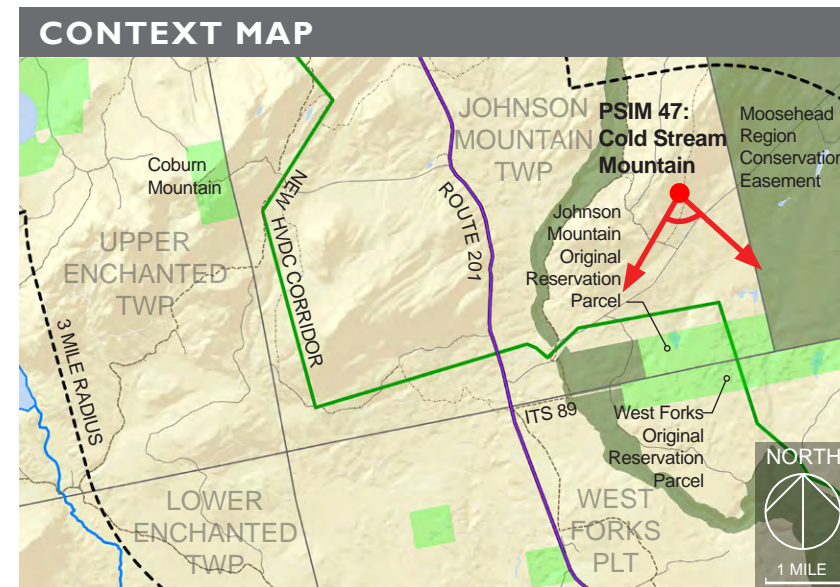 CONTEXT MAP
JOHNSON
MOUNTAIN
TWP
PSIM 47:
Cold Stream
Mountain
Moosehead
Region
Conservation
Easement
Coburn
Mountain
NEW HVDC CORRIDOR
ROUTE 201
Johnson
Mountain
Original
Reservation
Parcel
UPPER
ENCHANTED
TWP
3 MILE RADIUS
ITS 89
West Forks
Original
Reservation
Parcel
LOWER
ENCHANTED
TWP
WEST
FORKS
PLT
NORTH
1 MILE